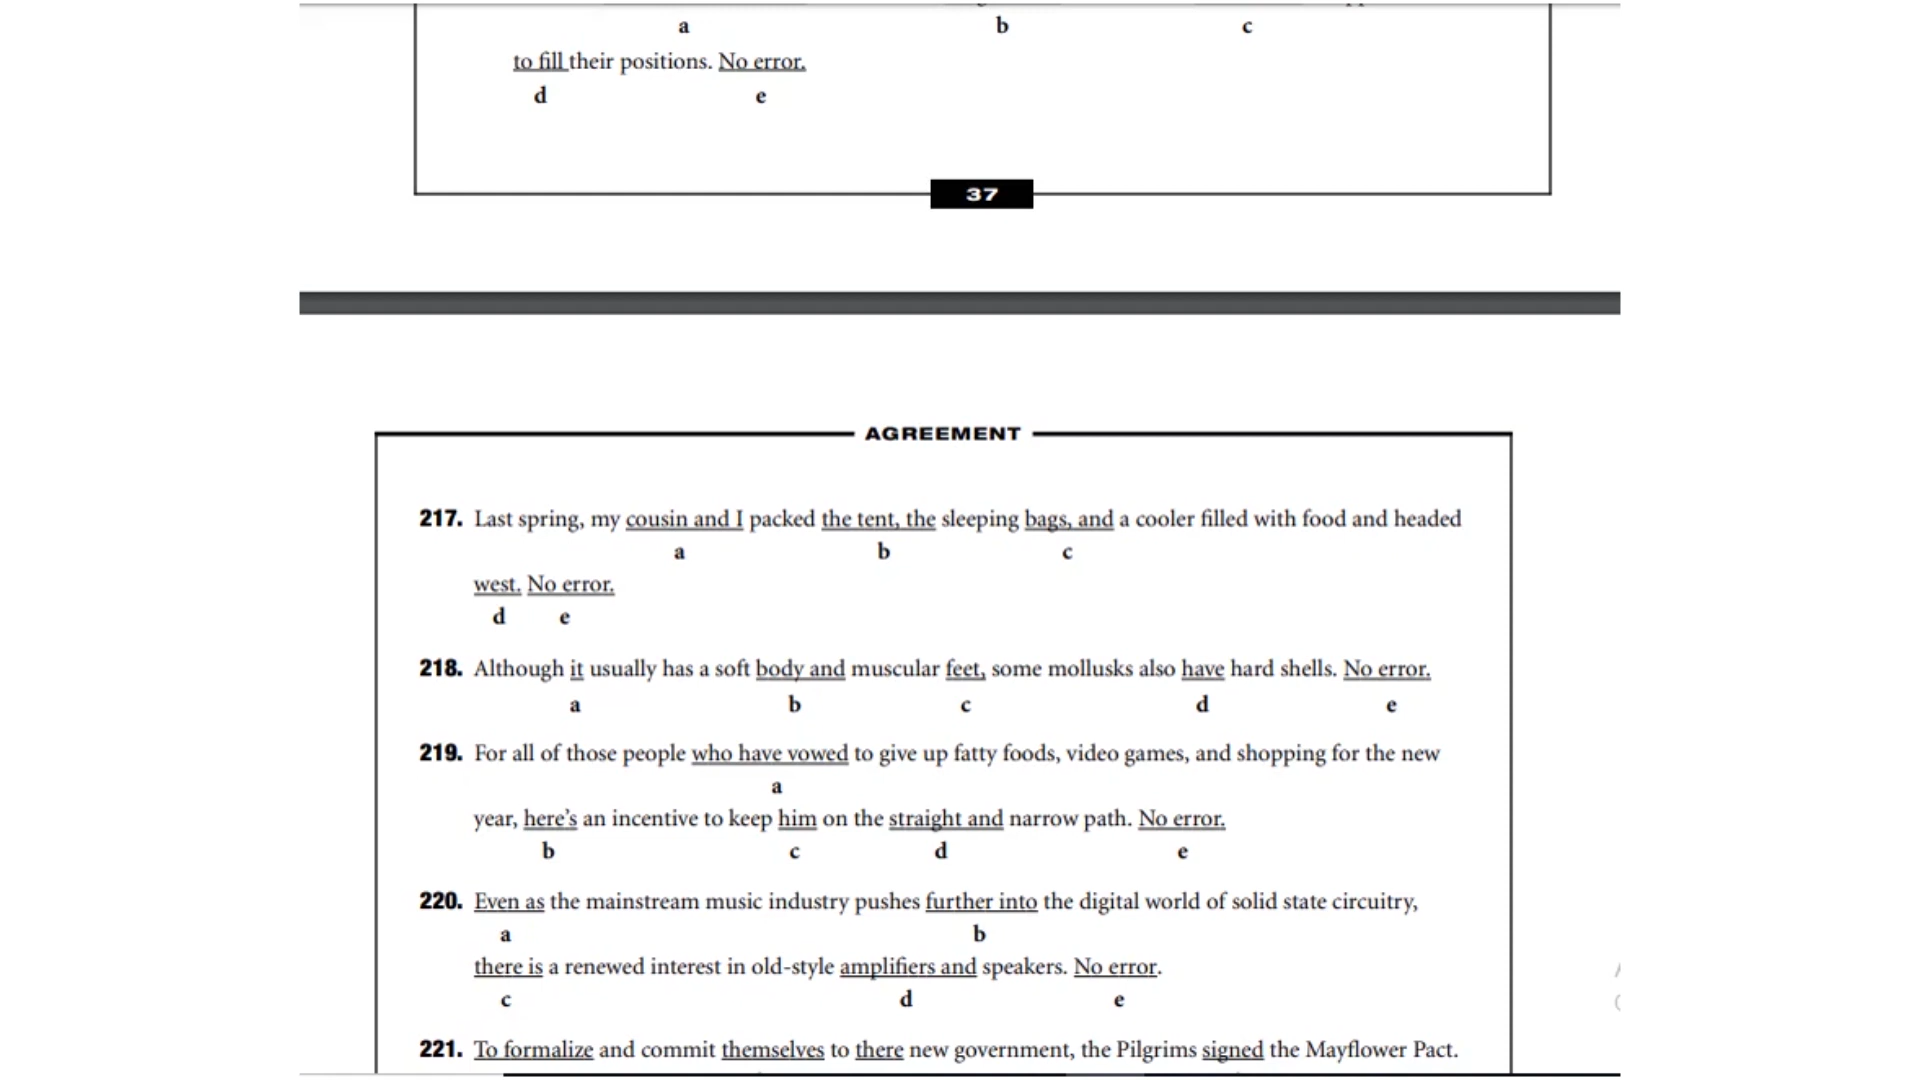 a b c
to fill their positions. No error.
d e
37
AGREEMENT
217. Last spring, my cousin and I packed the tent, the sleeping bags, and a cooler filled with food and headed
a b c
west. No error.
d e
218. Although it usually has a soft body and muscular feet, some mollusks also have hard shells. No error.
a b c d e
219. For all of those people who have vowed to give up fatty foods, video games, and shopping for the new
a
year, here's an incentive to keep him on the straight and narrow path. No error.
b c d e
220. Even as the mainstream music industry pushes further into the digital world of solid state circuitry,
a b
there is a renewed interest in old-style amplifiers and speakers. No error.
c d e
221. To formalize and commit themselves to there new government, the Pilgrims signed the Mayflower Pact.